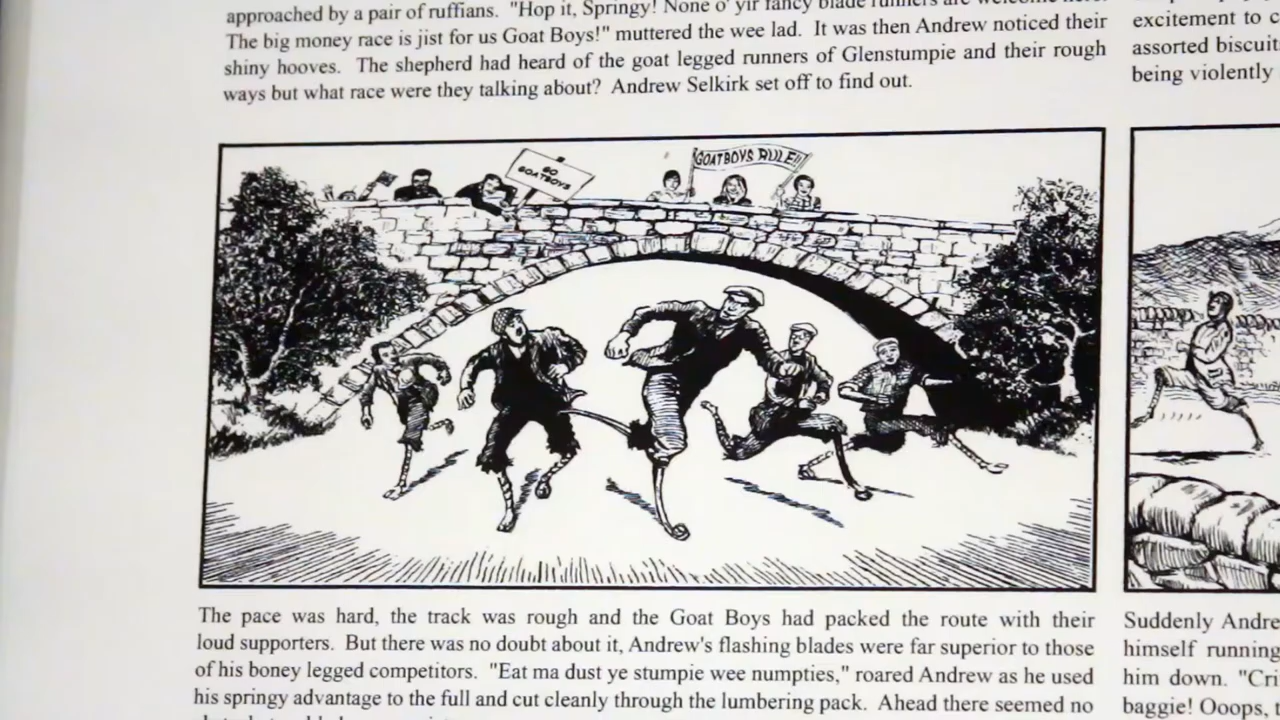 approached by a pair of ruffians. "Hop it, Springy! None o' yir fancy blade runners are welcome here!
The big money race is jist for us Goat Boys!" muttered the wee lad. It was then Andrew noticed their
shiny hooves. The shepherd had heard of the goat legged runners of Glenstumpie and their rough
ways but what race were they talking about? Andrew Selkirk set off to find out.
excitement to
assorted biscuit
being violently
GO
GOATBOYS
GOATBOYS RULE!!!
The pace was hard, the track was rough and the Goat Boys had packed the route with their
loud supporters. But there was no doubt about it, Andrew's flashing blades were far superior to those
of his boney legged competitors. "Eat ma dust ye stumpie wee numpties," roared Andrew as he used
his springy advantage to the full and cut cleanly through the lumbering pack. Ahead there seemed no
Suddenly Andre
himself running
him down. "Cri
baggie! Ooops,